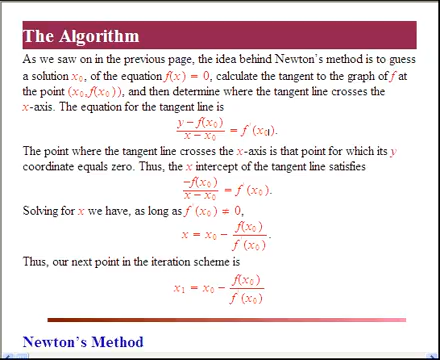 The Algorithm
As we saw on in the previous page, the idea behind Newton's method is to guess
a solution x₀, of the equation f(x) = 0, calculate the tangent to the graph of f at
the point (x₀,f(x₀)), and then determine where the tangent line crosses the
x-axis. The equation for the tangent line is
(y − f(x₀))/(x − x₀) = f′(x₀).
The point where the tangent line crosses the x-axis is that point for which its y
coordinate equals zero. Thus, the x intercept of the tangent line satisfies
−f(x₀)/(x − x₀) = f′(x₀).
Solving for x we have, as long as f′(x₀) ≠ 0,
x = x₀ − f(x₀)/f′(x₀).
Thus, our next point in the iteration scheme is
x₁ = x₀ − f(x₀)/f′(x₀)
Newton's Method